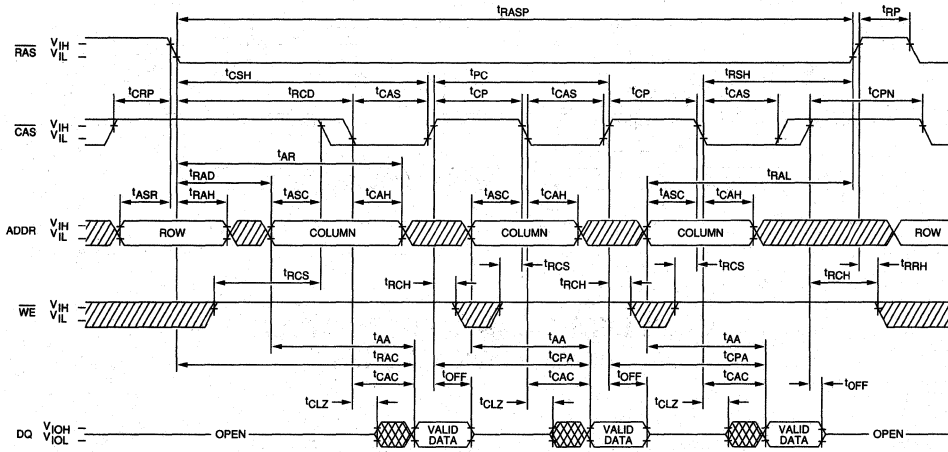 tRASP tRP
RAS VIH VIL
tCSH tPC tRSH
tCRP tRCD tCAS tCP tCAS tCP tCAS tCPN
CAS VIH VIL
tAR
tRAD tRAL
tASR tRAH tASC tCAH tASC tCAH tASC tCAH
ADDR VIH VIL ROW COLUMN COLUMN COLUMN ROW
tRCS tRCH tRCS tRCH tRCS tRCH tRRH
WE VIH VIL
tAA tAA tAA
tRAC tCPA tCPA
tCAC tOFF tCAC tOFF tCAC tOFF
tCLZ tCLZ tCLZ
DQ VIOH VIOL OPEN VALID DATA VALID DATA VALID DATA OPEN